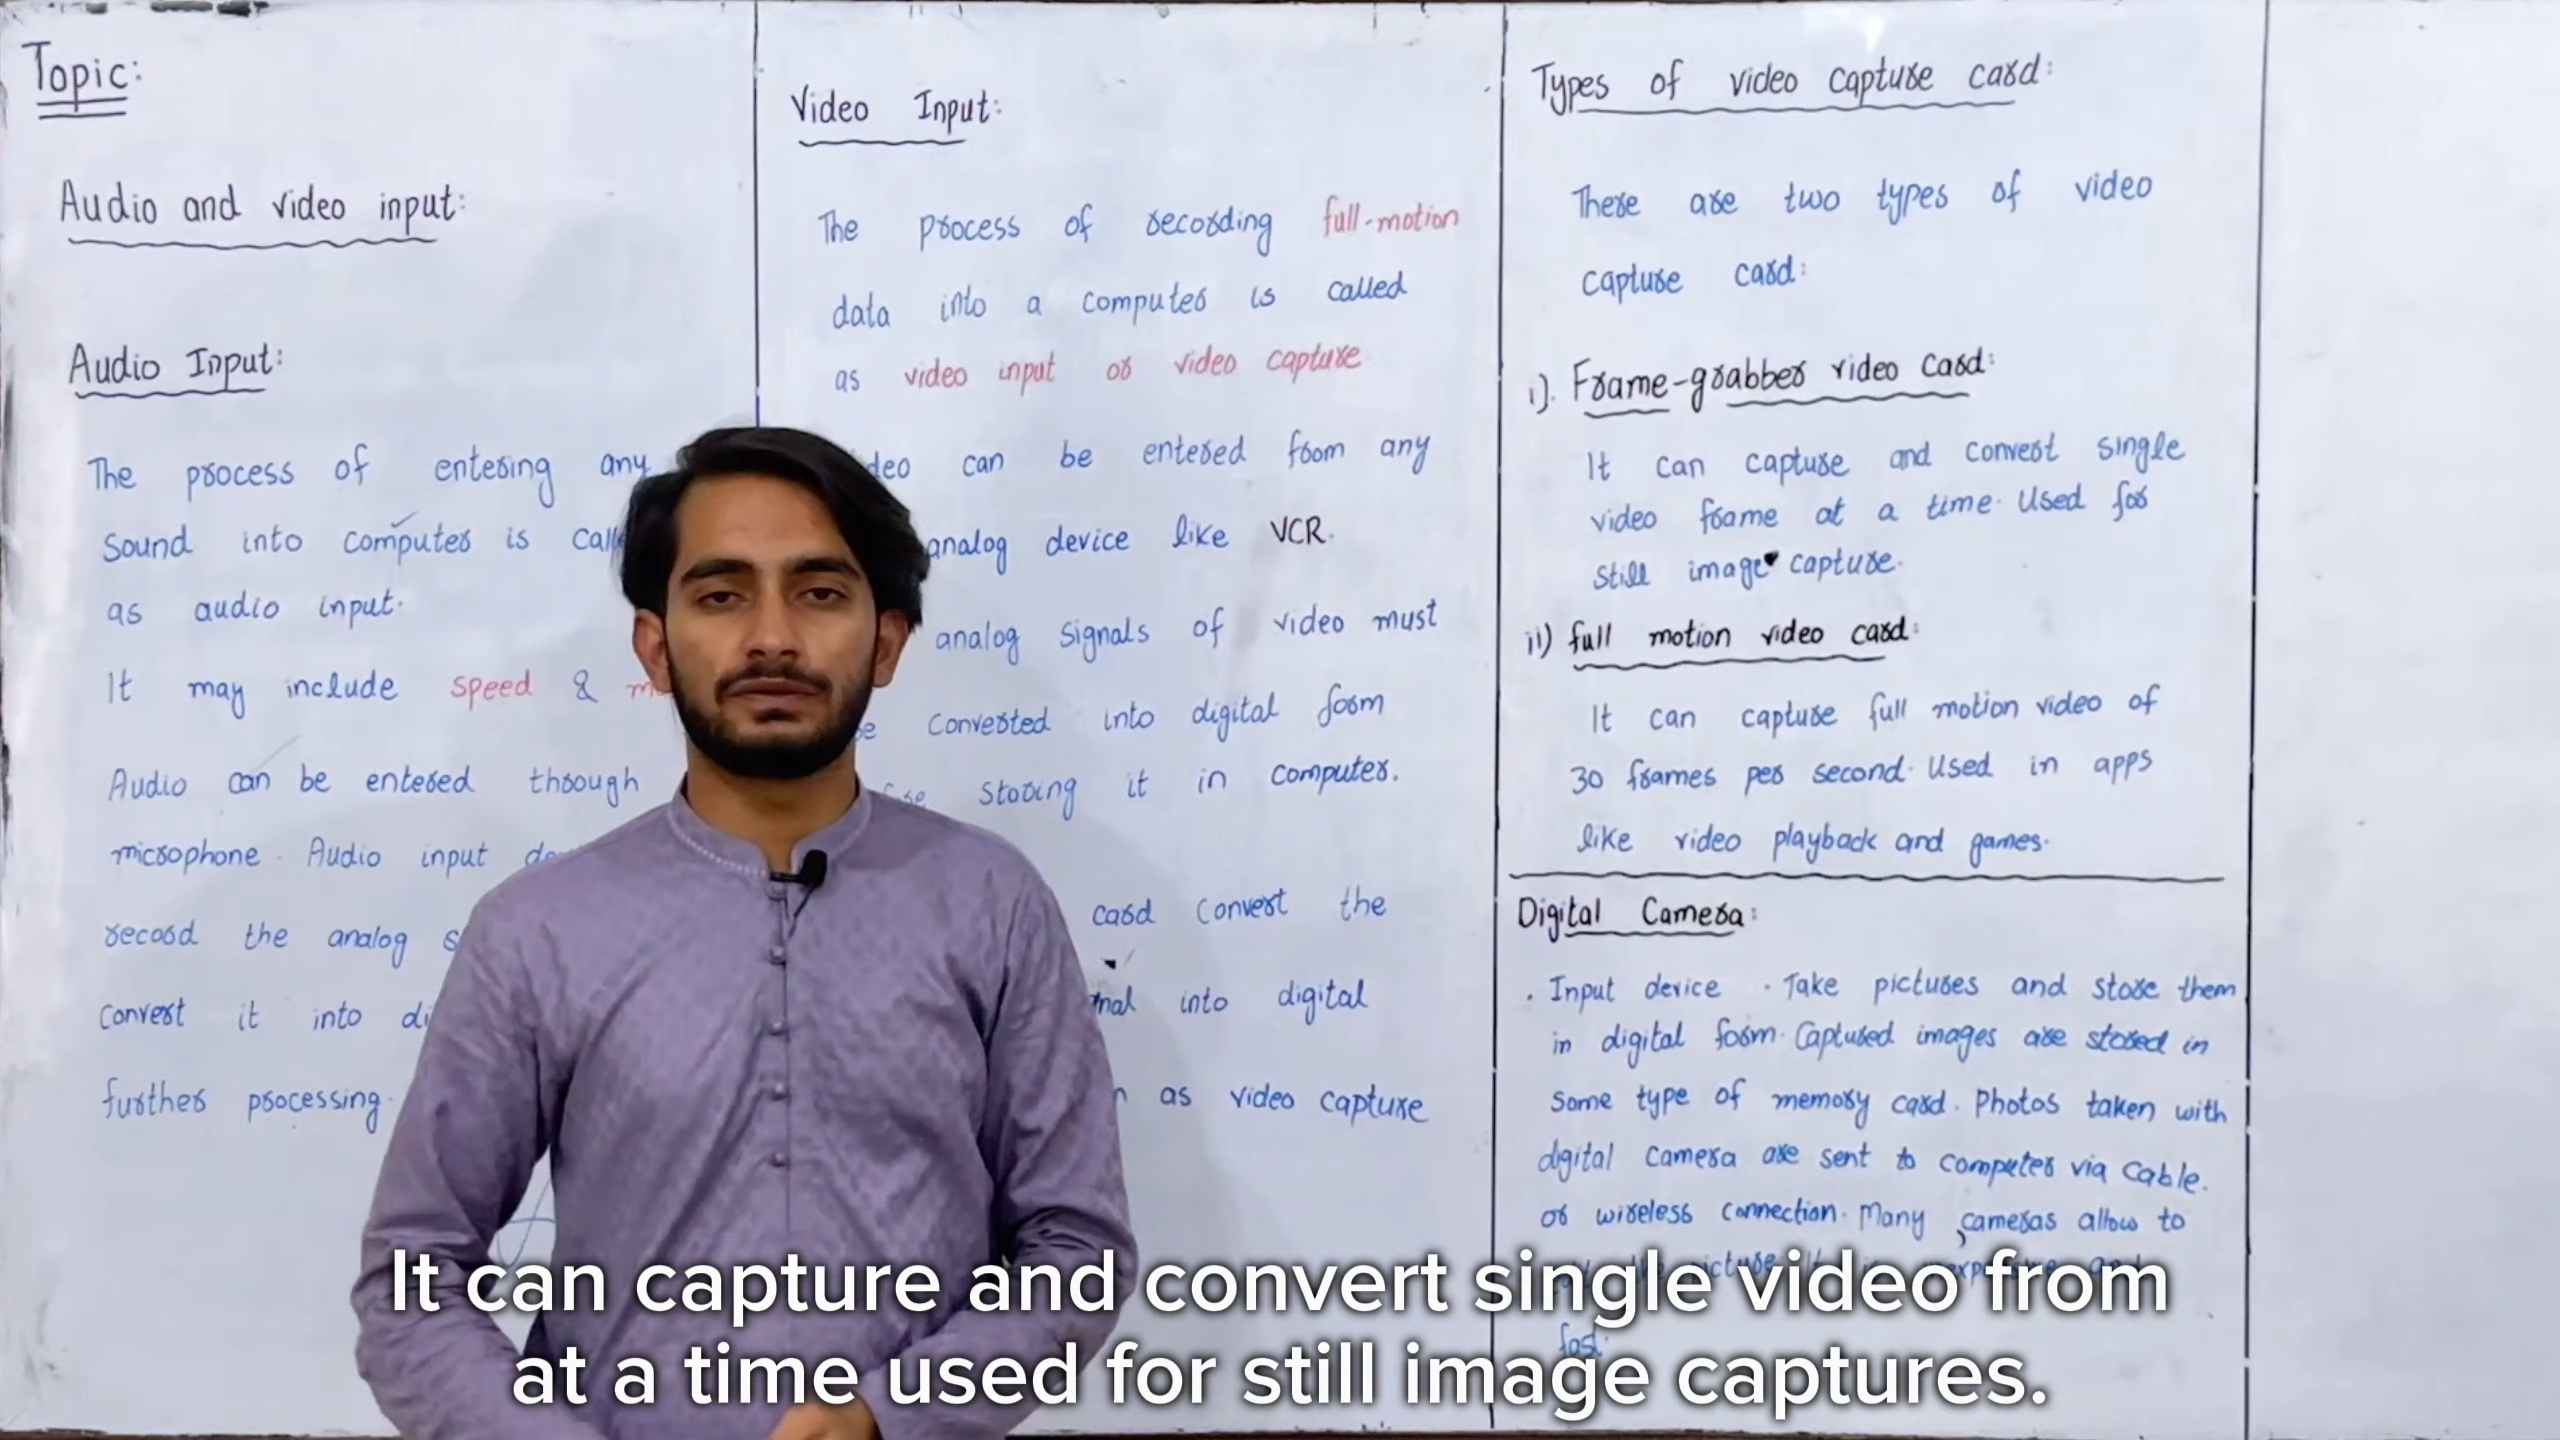 Topic:
Audio and video input:
Audio Input:
The process of entering any
Sound into computer is
as audio input.
It may include speed &
Audio can be entered through
microphone. Audio input
record the analog
Convert it into
further processing.
Video Input:
The process of recording full-motion
data into a computer is called
as video input or video capture
can be entered from any
analog device like VCR.
analog signals of video must
converted into digital form
storing it in computer.
card convert the
into digital
as video capture
Types of video capture card:
There are two types of video
capture card:
i). Frame-grabber video card:
It can capture and convert single
video frame at a time. Used for
still image capture.
ii) full motion video card:
It can capture full motion video of
30 frames per second. Used in apps
like video playback and games.
Digital Camera:
. Input device . Take pictures and store them
in digital form. Captured images are stored in
some type of memory card. Photos taken with
digital camera are sent to computer via cable.
or wireless connection. Many cameras allow to
fast.
It can capture and convert single video from
at a time used for still image captures.